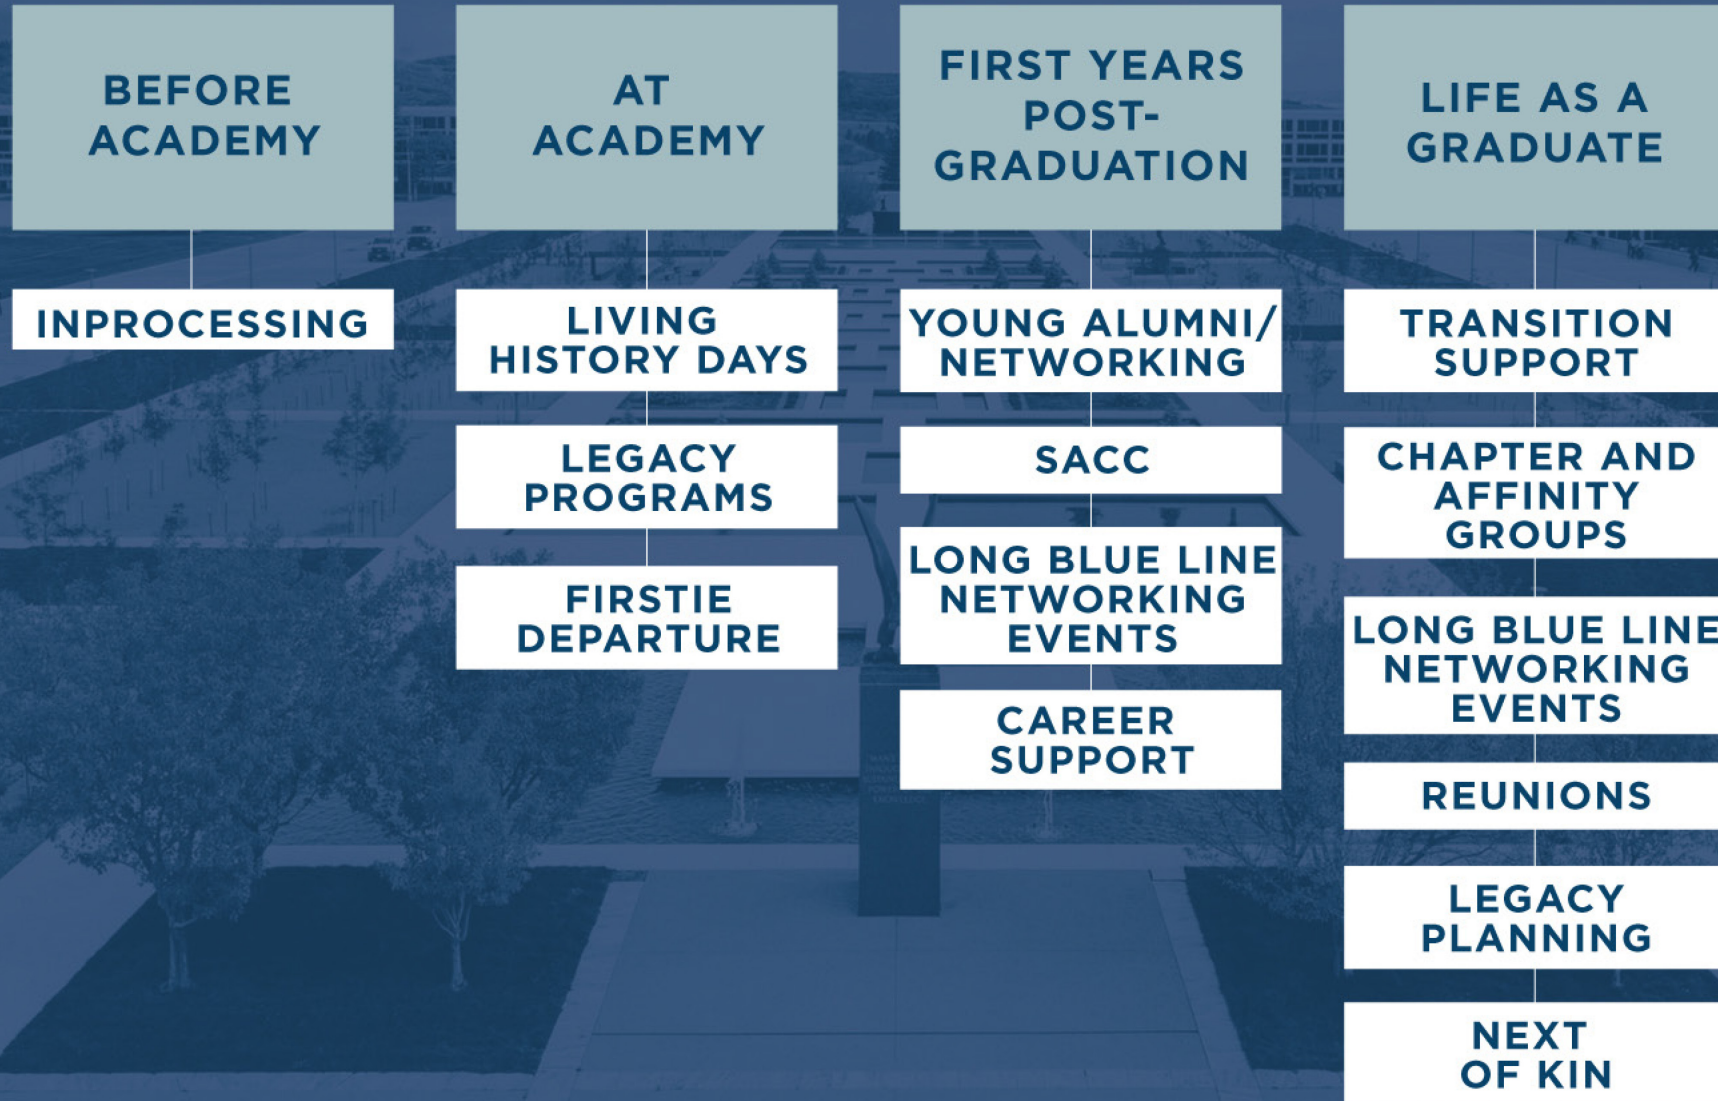 BEFORE
ACADEMY
INPROCESSING
AT
ACADEMY
LIVING
HISTORY DAYS
LEGACY
PROGRAMS
FIRSTIE
DEPARTURE
FIRST YEARS
POST-
GRADUATION
YOUNG ALUMNI/
NETWORKING
SACC
LONG BLUE LINE
NETWORKING
EVENTS
CAREER
SUPPORT
LIFE AS A
GRADUATE
TRANSITION
SUPPORT
CHAPTER AND
AFFINITY
GROUPS
LONG BLUE LINE
NETWORKING
EVENTS
REUNIONS
LEGACY
PLANNING
NEXT
OF KIN